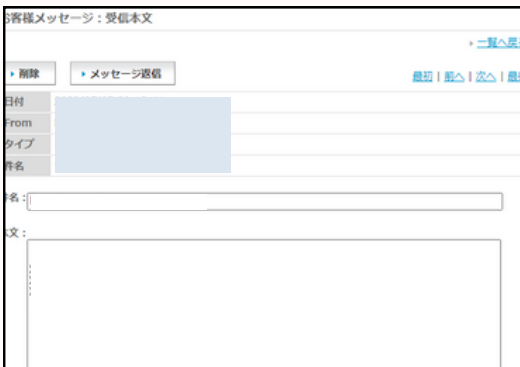 お客様メッセージ：受信本文
一覧へ戻
削除 メッセージ返信
最初 | 前へ | 次へ | 最
日付
From
タイプ
件名
件名：
本文：